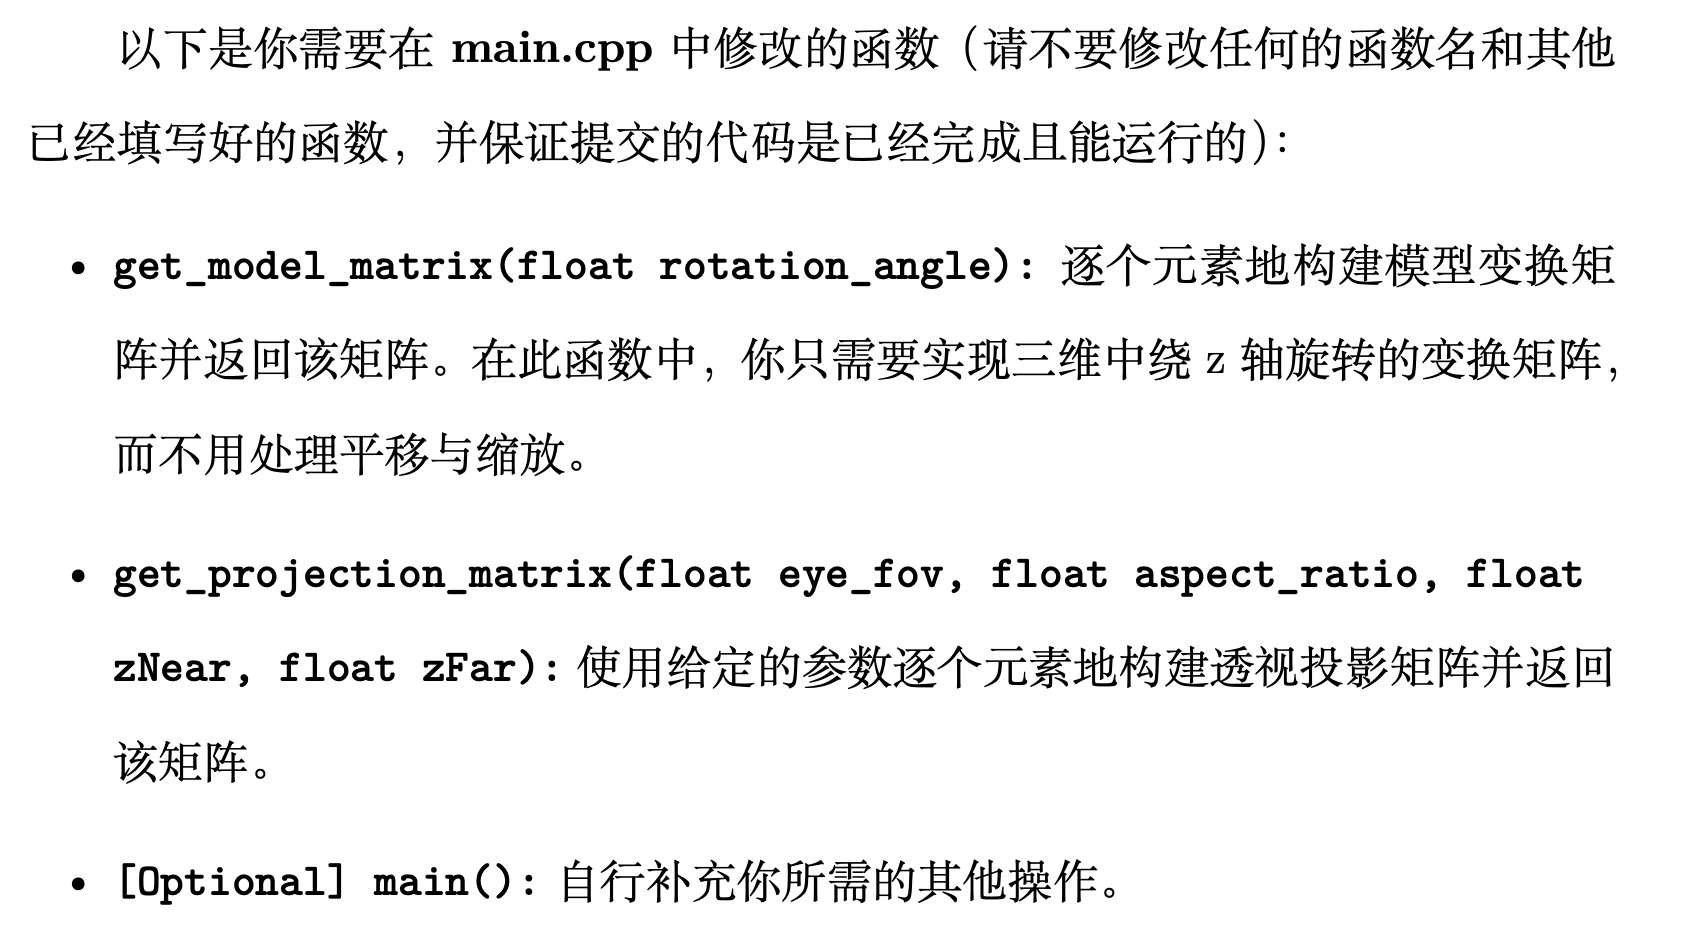 以下是你需要在 main.cpp 中修改的函数（请不要修改任何的函数名和其他
已经填写好的函数，并保证提交的代码是已经完成且能运行的）：
• get_model_matrix(float rotation_angle): 逐个元素地构建模型变换矩
阵并返回该矩阵。在此函数中，你只需要实现三维中绕 z 轴旋转的变换矩阵，
而不用处理平移与缩放。
• get_projection_matrix(float eye_fov, float aspect_ratio, float
zNear, float zFar): 使用给定的参数逐个元素地构建透视投影矩阵并返回
该矩阵。
• [Optional] main(): 自行补充你所需的其他操作。